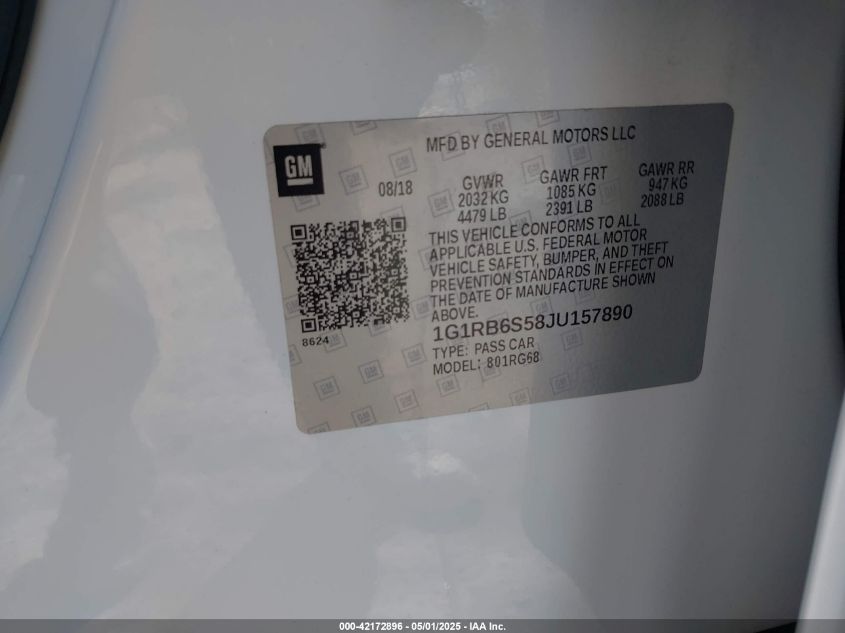 GM
MFD BY GENERAL MOTORS LLC
08/18
GVWR
2032 KG
4479 LB
GAWR FRT
1085 KG
2391 LB
GAWR RR
947 KG
2088 LB
THIS VEHICLE CONFORMS TO ALL
APPLICABLE U.S. FEDERAL MOTOR
VEHICLE SAFETY, BUMPER, AND THEFT
PREVENTION STANDARDS IN EFFECT ON
THE DATE OF MANUFACTURE SHOWN
ABOVE.
8624
1G1RB6S58JU157890
TYPE: PASS CAR
MODEL: 801RG68
000-42172896 - 05/01/2025 - IAA Inc.